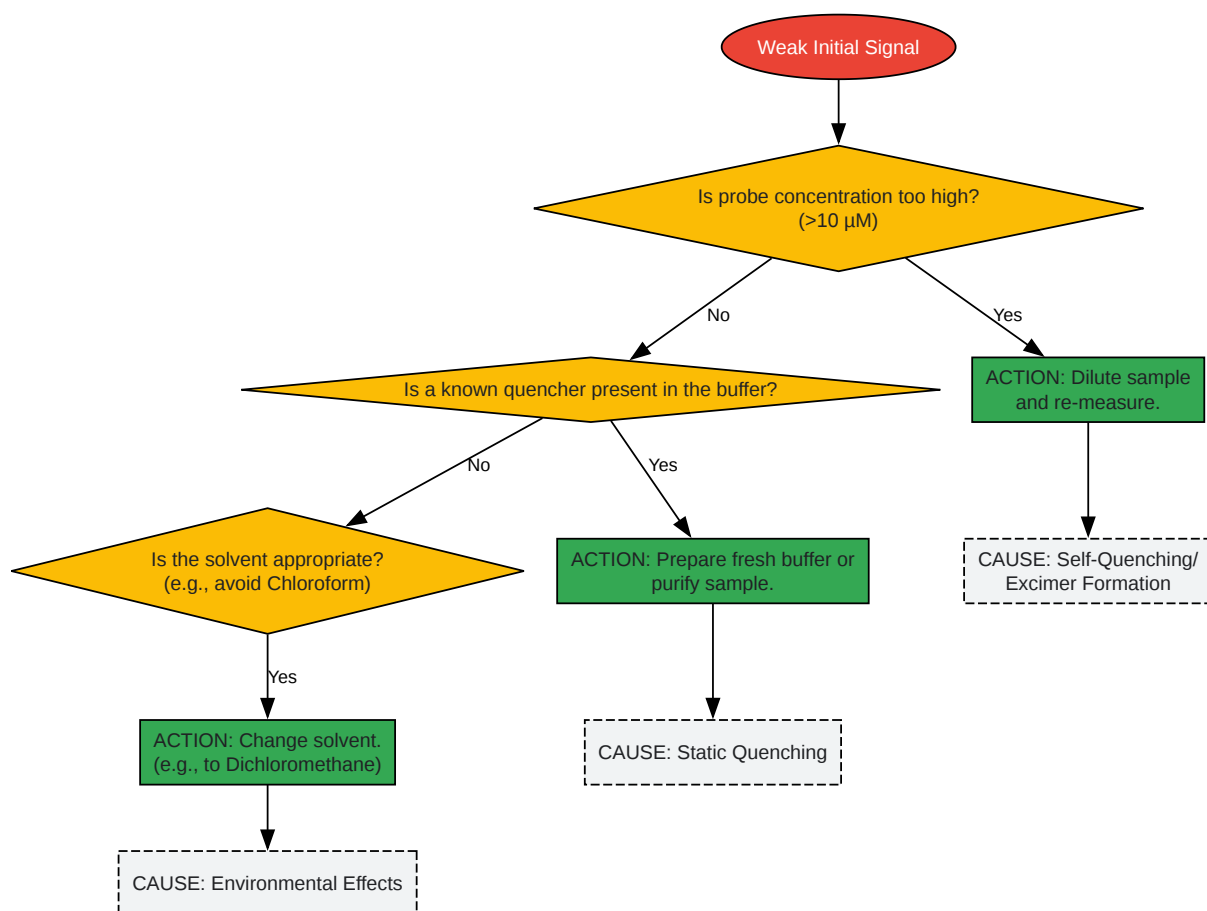 Weak Initial Signal
Is probe concentration too high?
(>10 µM)
No
Yes
Is a known quencher present in the buffer?
ACTION: Dilute sample
and re-measure.
No
Yes
Is the solvent appropriate?
(e.g., avoid Chloroform)
ACTION: Prepare fresh buffer or
purify sample.
CAUSE: Self-Quenching/
Excimer Formation
Yes
ACTION: Change solvent.
(e.g., to Dichloromethane)
CAUSE: Static Quenching
CAUSE: Environmental Effects